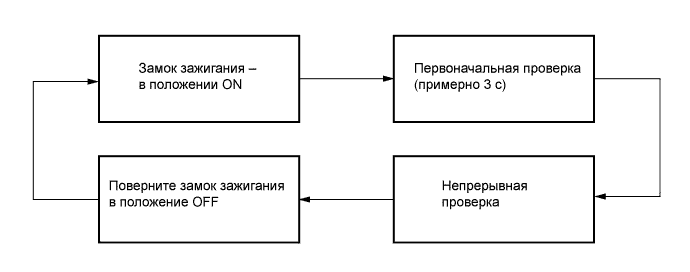 Замок зажигания –
в положении ON
Первоначальная проверка
(примерно 3 с)
Поверните замок зажигания
в положение OFF
Непрерывная
проверка